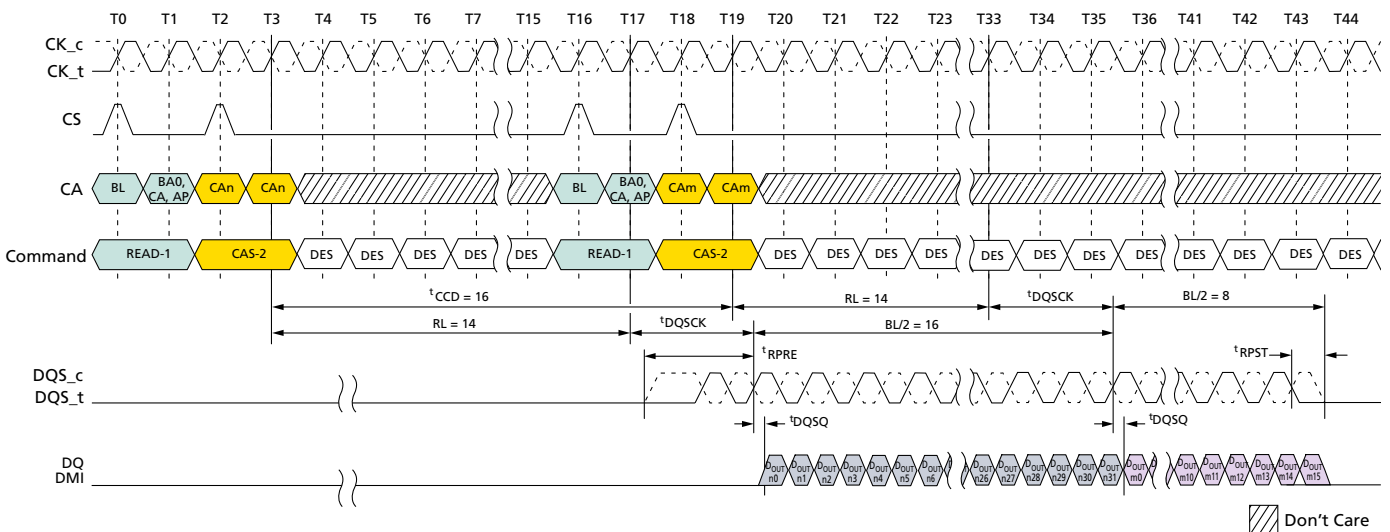 T0 T1 T2 T3 T4 T5 T6 T7 T15 T16 T17 T18 T19 T20 T21 T22 T23 T33 T34 T35 T36 T41 T42 T43 T44
CK_c
CK_t
CS
CA BL BA0, CA, AP CAn CAn BL BA0, CA, AP CAm CAm
Command READ-1 CAS-2 DES DES DES DES DES READ-1 CAS-2 DES DES DES DES DES DES DES DES DES DES DES DES
tCCD = 16 RL = 14 tDQSCK BL/2 = 8
RL = 14 tDQSCK BL/2 = 16
tRPRE tRPST
DQS_c
DQS_t
tDQSQ tDQSQ
DQ
DMI
DOUT n0 DOUT n1 DOUT n2 DOUT n3 DOUT n4 DOUT n5 DOUT n6 DOUT n26 DOUT n27 DOUT n28 DOUT n29 DOUT n30 DOUT n31 DOUT m0 D DOUT m10 DOUT m11 DOUT m12 DOUT m13 DOUT m14 DOUT m15
Don't Care